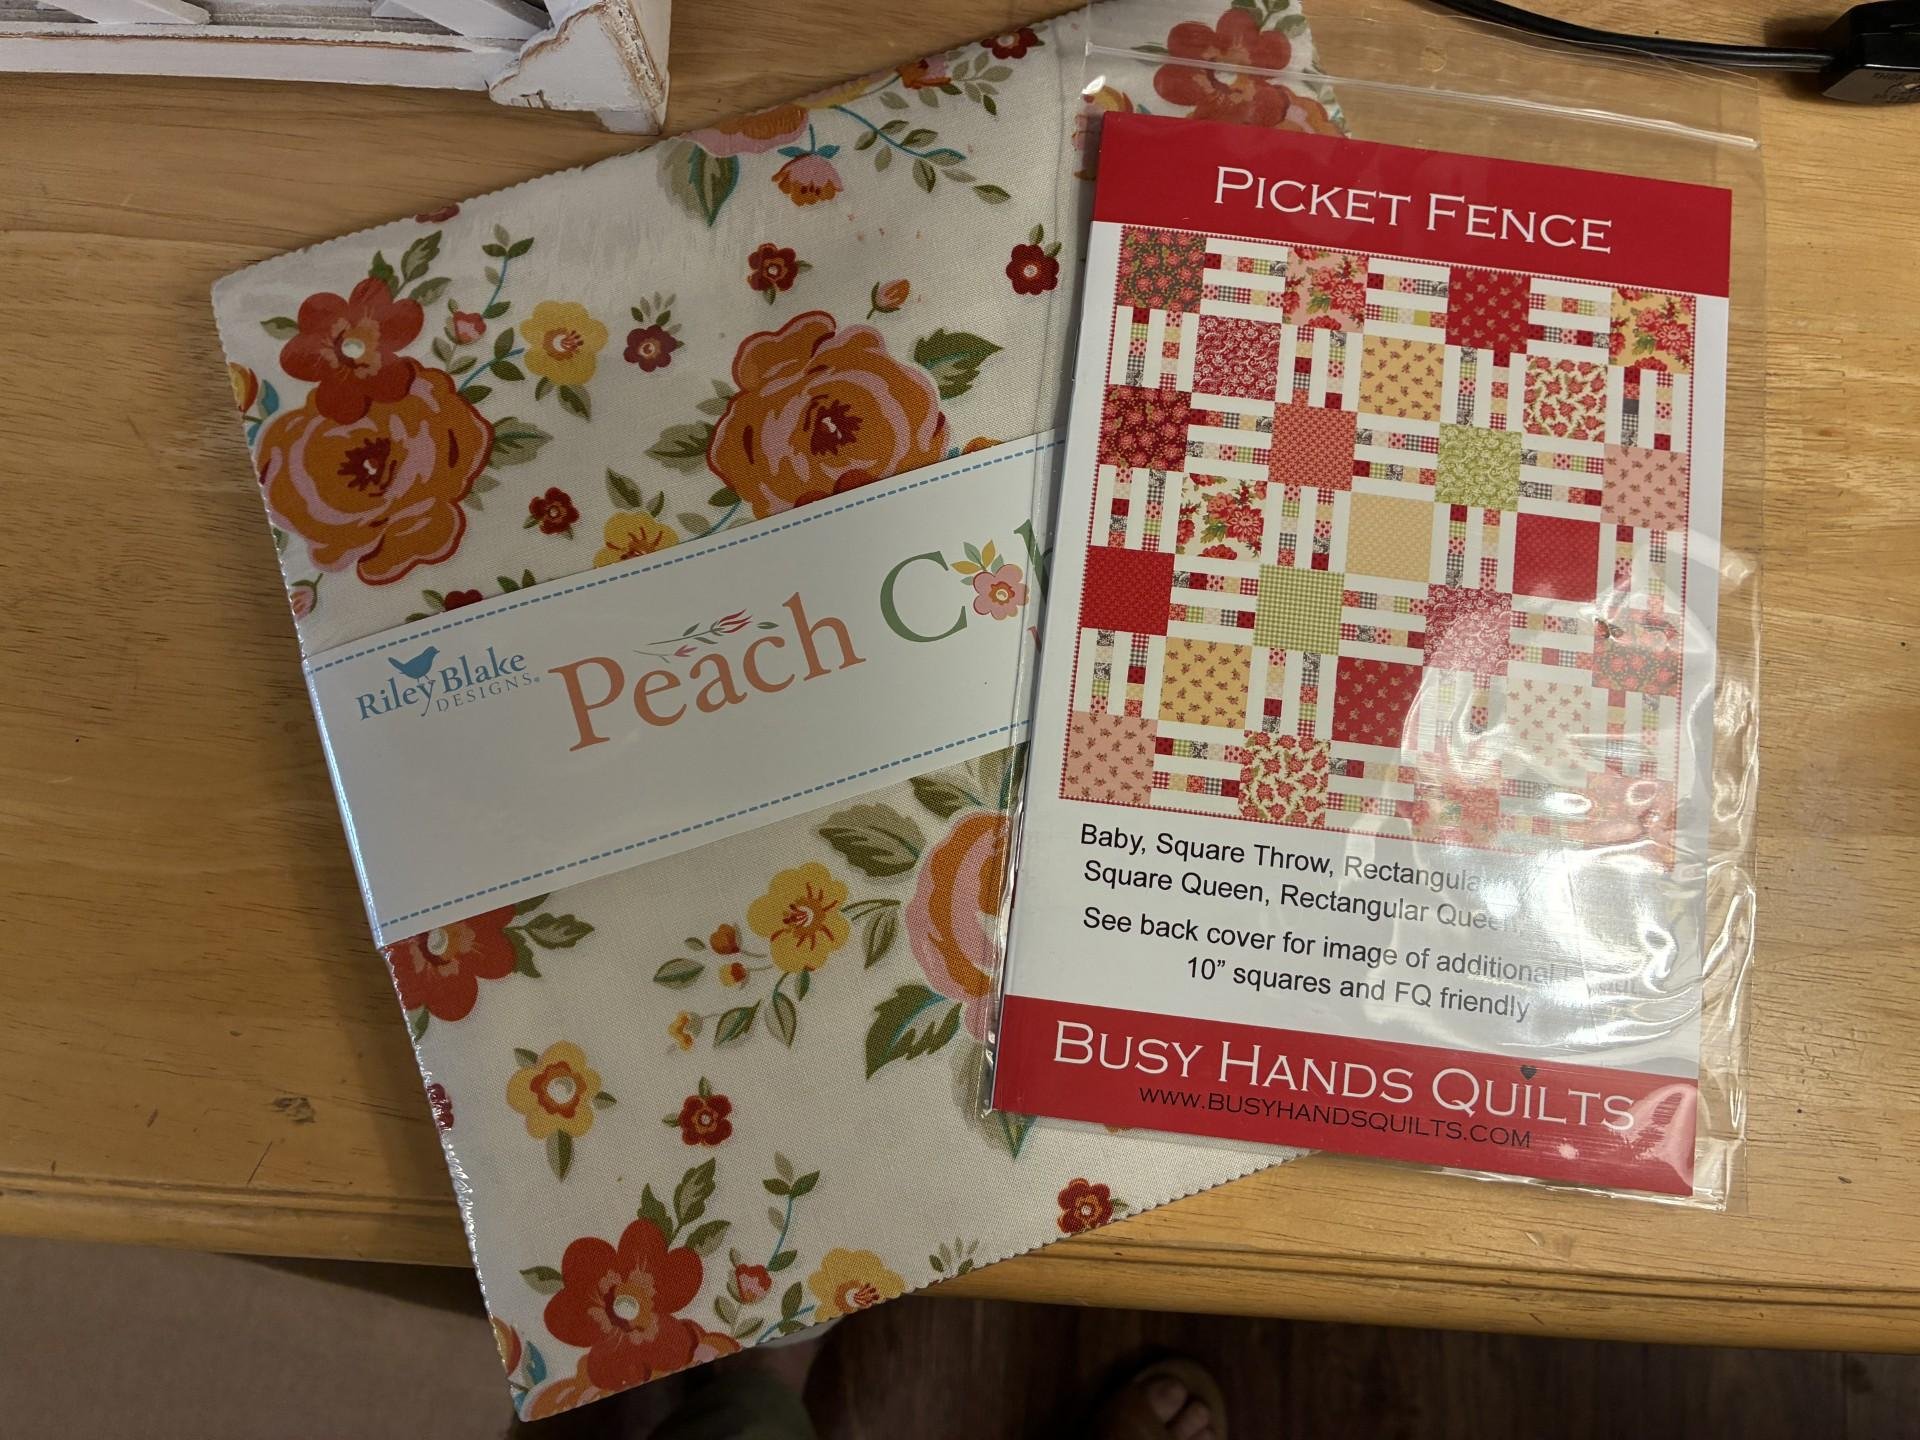 PICKET FENCE
Riley Blake
DESIGNS
Peach
Baby, Square Throw,
Square Queen, Rectangular Queen,
See back cover for image of additional
10" squares and FQ friendly
BUSY HANDS QUILTS
WWW.BUSYHANDSQUILTS.COM